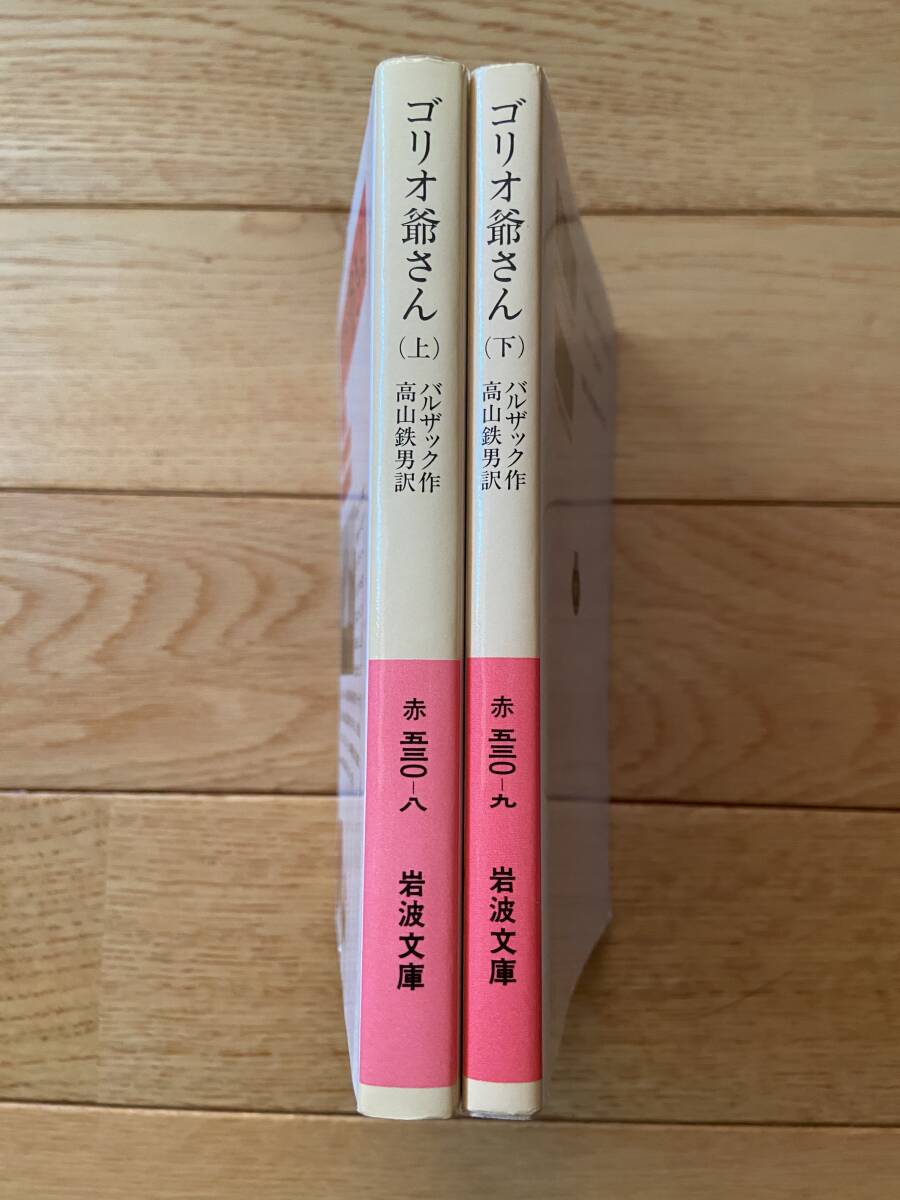 ゴリオ爺さん(上)
バルザック作
高山鉄男訳
赤五三〇-八
岩波文庫
ゴリオ爺さん(下)
バルザック作
高山鉄男訳
赤五三〇-九
岩波文庫